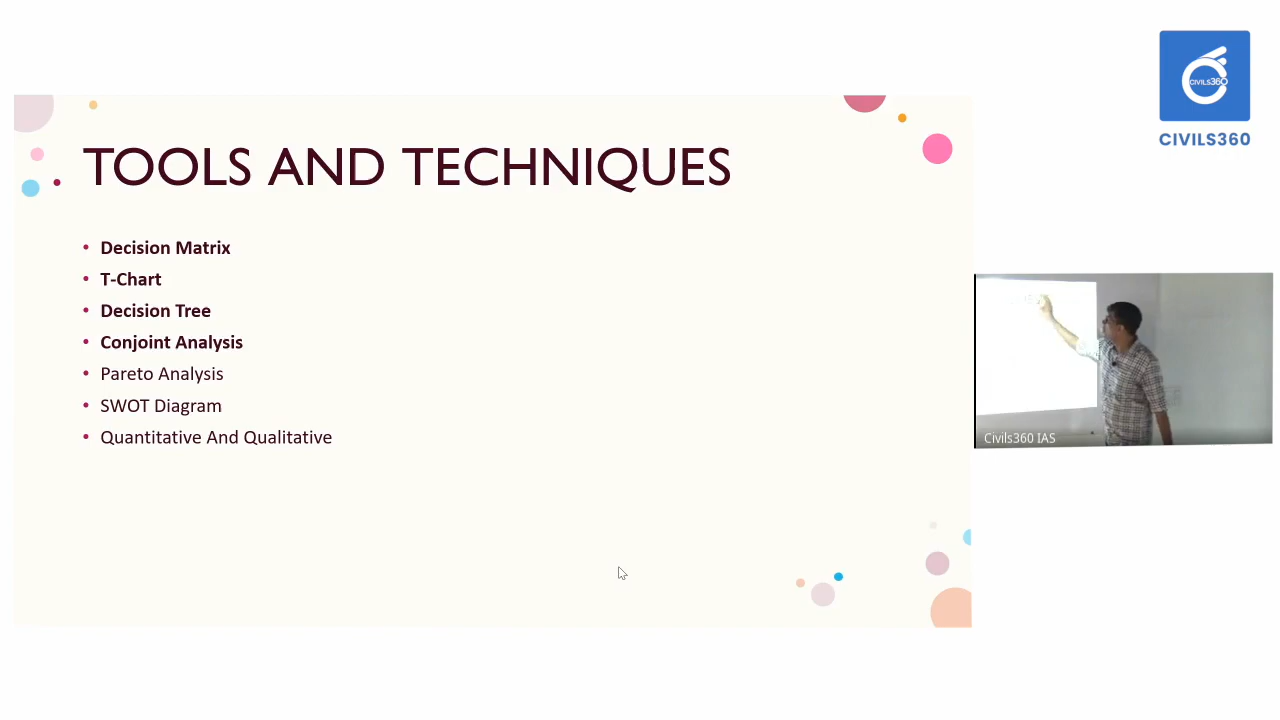 CIVILS360
CIVILS360
TOOLS AND TECHNIQUES
• Decision Matrix
• T-Chart
• Decision Tree
• Conjoint Analysis
• Pareto Analysis
• SWOT Diagram
• Quantitative And Qualitative
Civils360 IAS